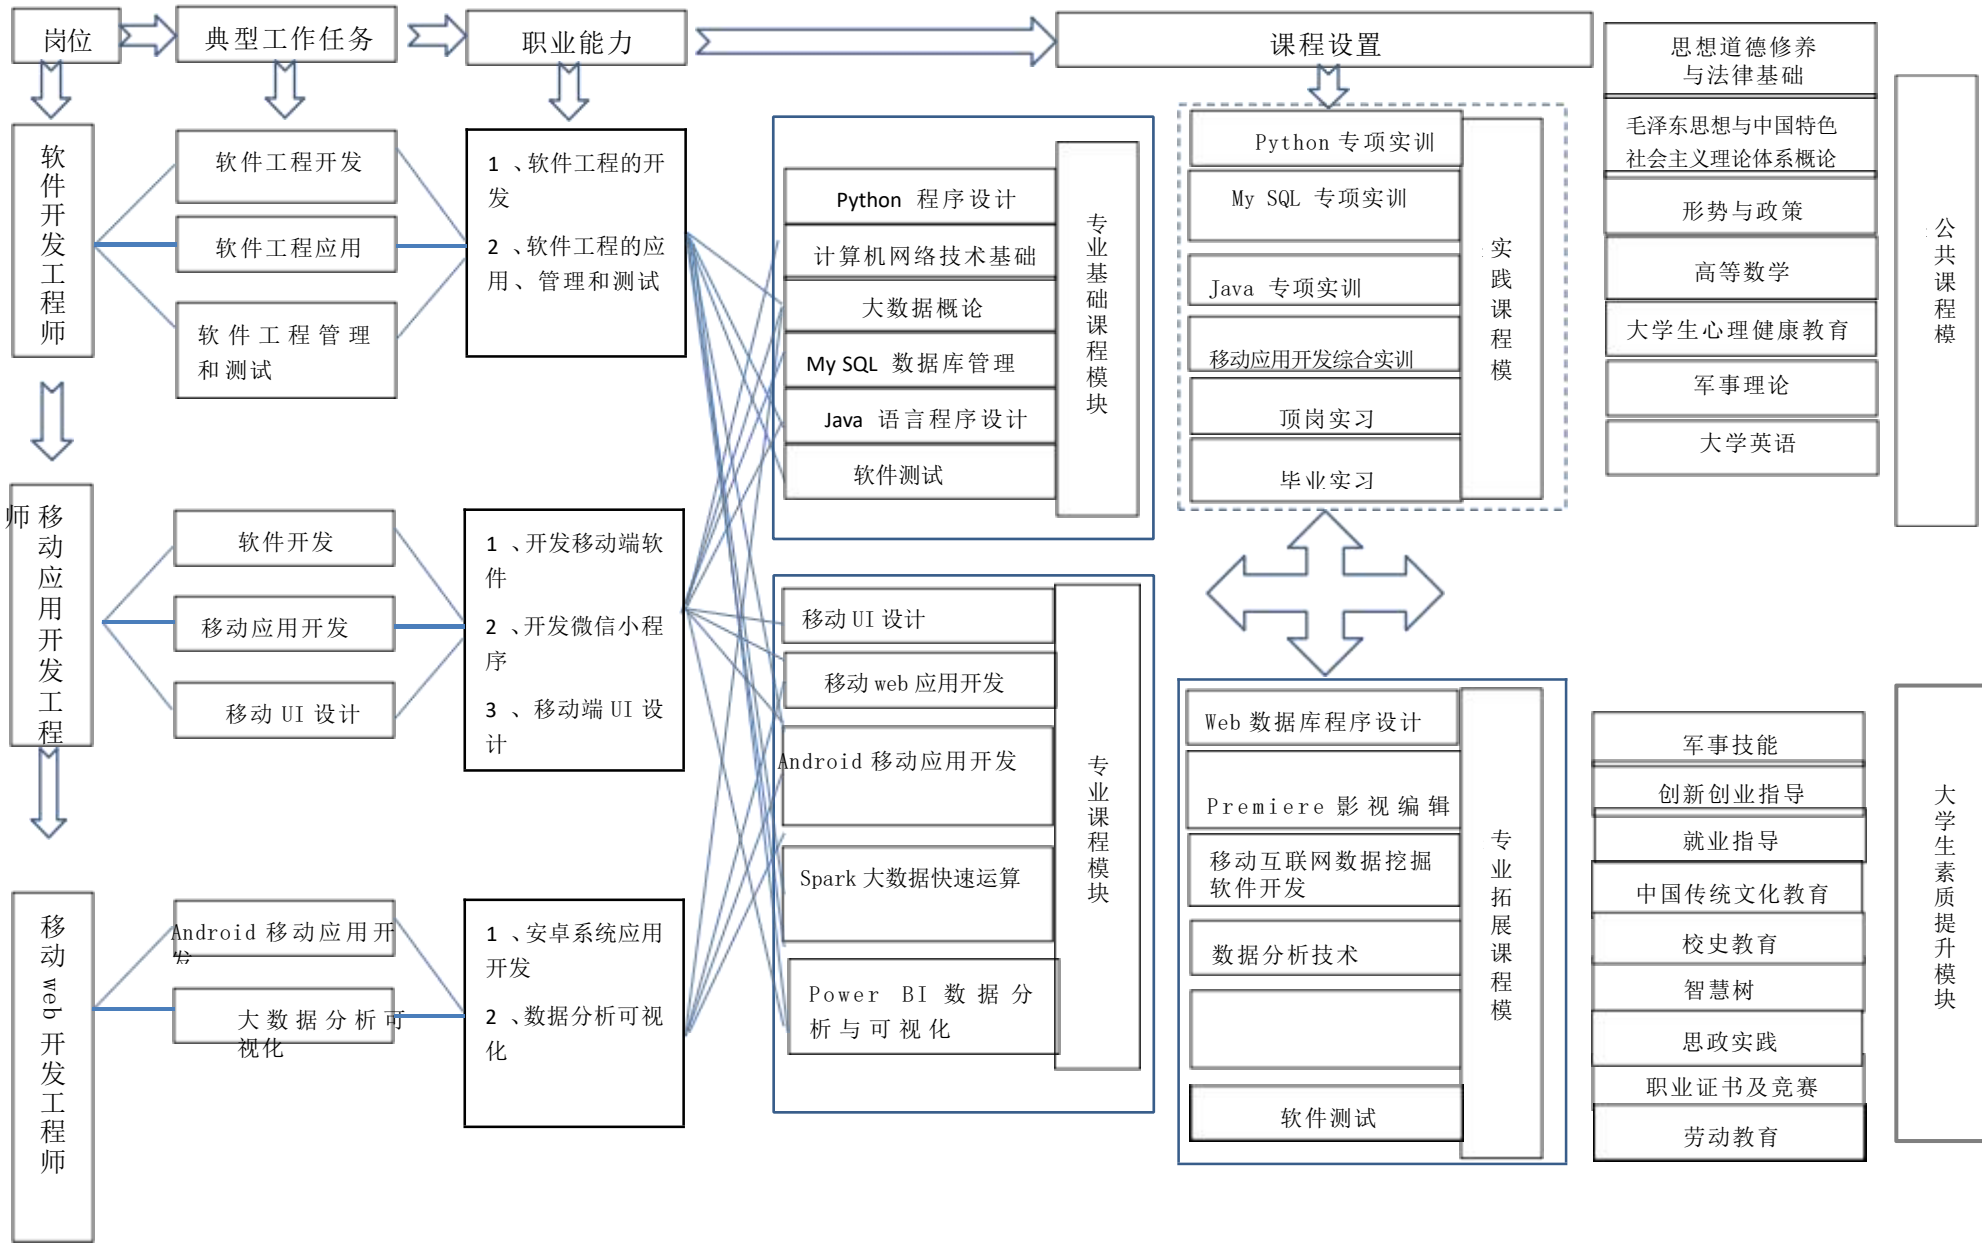 岗位
典型工作任务
职业能力
课程设置
软件开发工程师
软件工程开发
软件工程应用
软件工程管理
和测试
1 、软件工程的开
发
2 、软件工程的应
用、管理和测试
移动应用开发工程
师
软件开发
移动应用开发
移动 UI 设计
1 、开发移动端软
件
2 、开发微信小程
序
3 、移动端 UI 设
计
移动 web 开发工程师
Android 移动应用开
发
大数据分析可
视化
1 、安卓系统应用
开发
2 、数据分析可视
化
Python 程序设计
计算机网络技术基础
大数据概论
My SQL 数据库管理
Java 语言程序设计
软件测试
专业基础课程模块
移动 UI 设计
移动 web 应用开发
Android 移动应用开发
Spark 大数据快速运算
Power BI 数据分
析与可视化
专业课程模块
Python 专项实训
My SQL 专项实训
Java 专项实训
移动应用开发综合实训
顶岗实习
毕业实习
实践课程模
Web 数据库程序设计
Premiere 影视编辑
移动互联网数据挖掘
软件开发
数据分析技术
软件测试
专业拓展课程模
思想道德修养
与法律基础
毛泽东思想与中国特色
社会主义理论体系概论
形势与政策
高等数学
大学生心理健康教育
军事理论
大学英语
公共课程模
军事技能
创新创业指导
就业指导
中国传统文化教育
校史教育
智慧树
思政实践
职业证书及竞赛
劳动教育
大学生素质提升模块